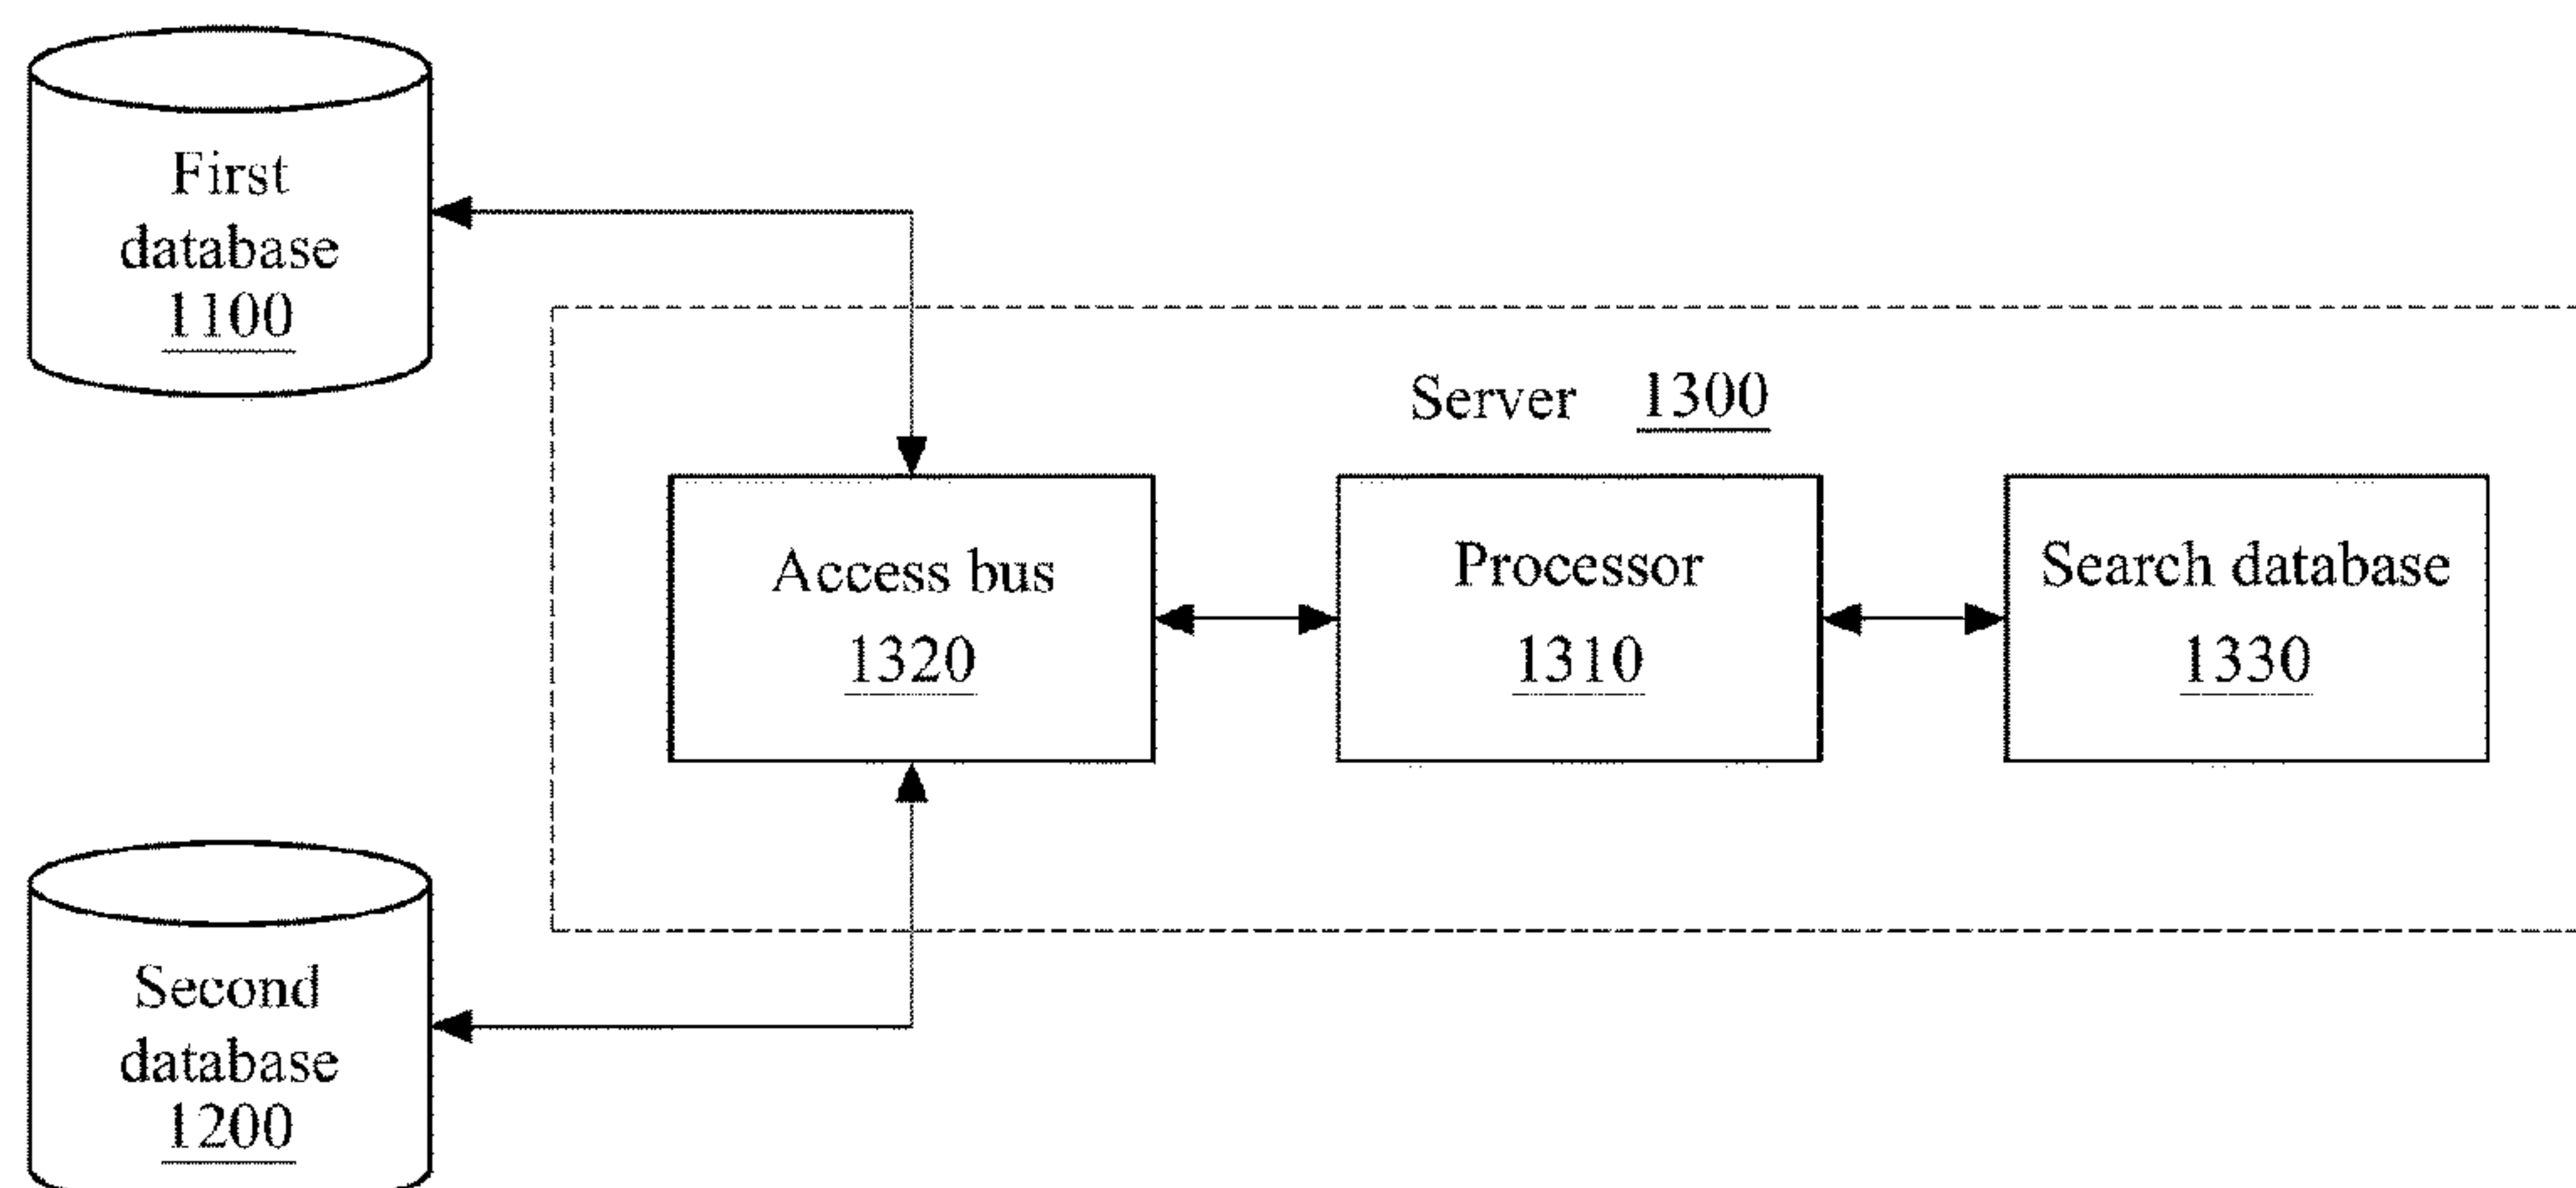 First
database
1100
Server 1300
Access bus
1320
Processor
1310
Search database
1330
Second
database
1200